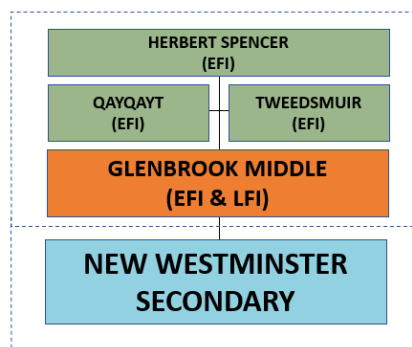 HERBERT SPENCER
(EFI)
QAYQAYT
(EFI)
TWEEDSMUIR
(EFI)
GLENBROOK MIDDLE
(EFI & LFI)
NEW WESTMINSTER
SECONDARY